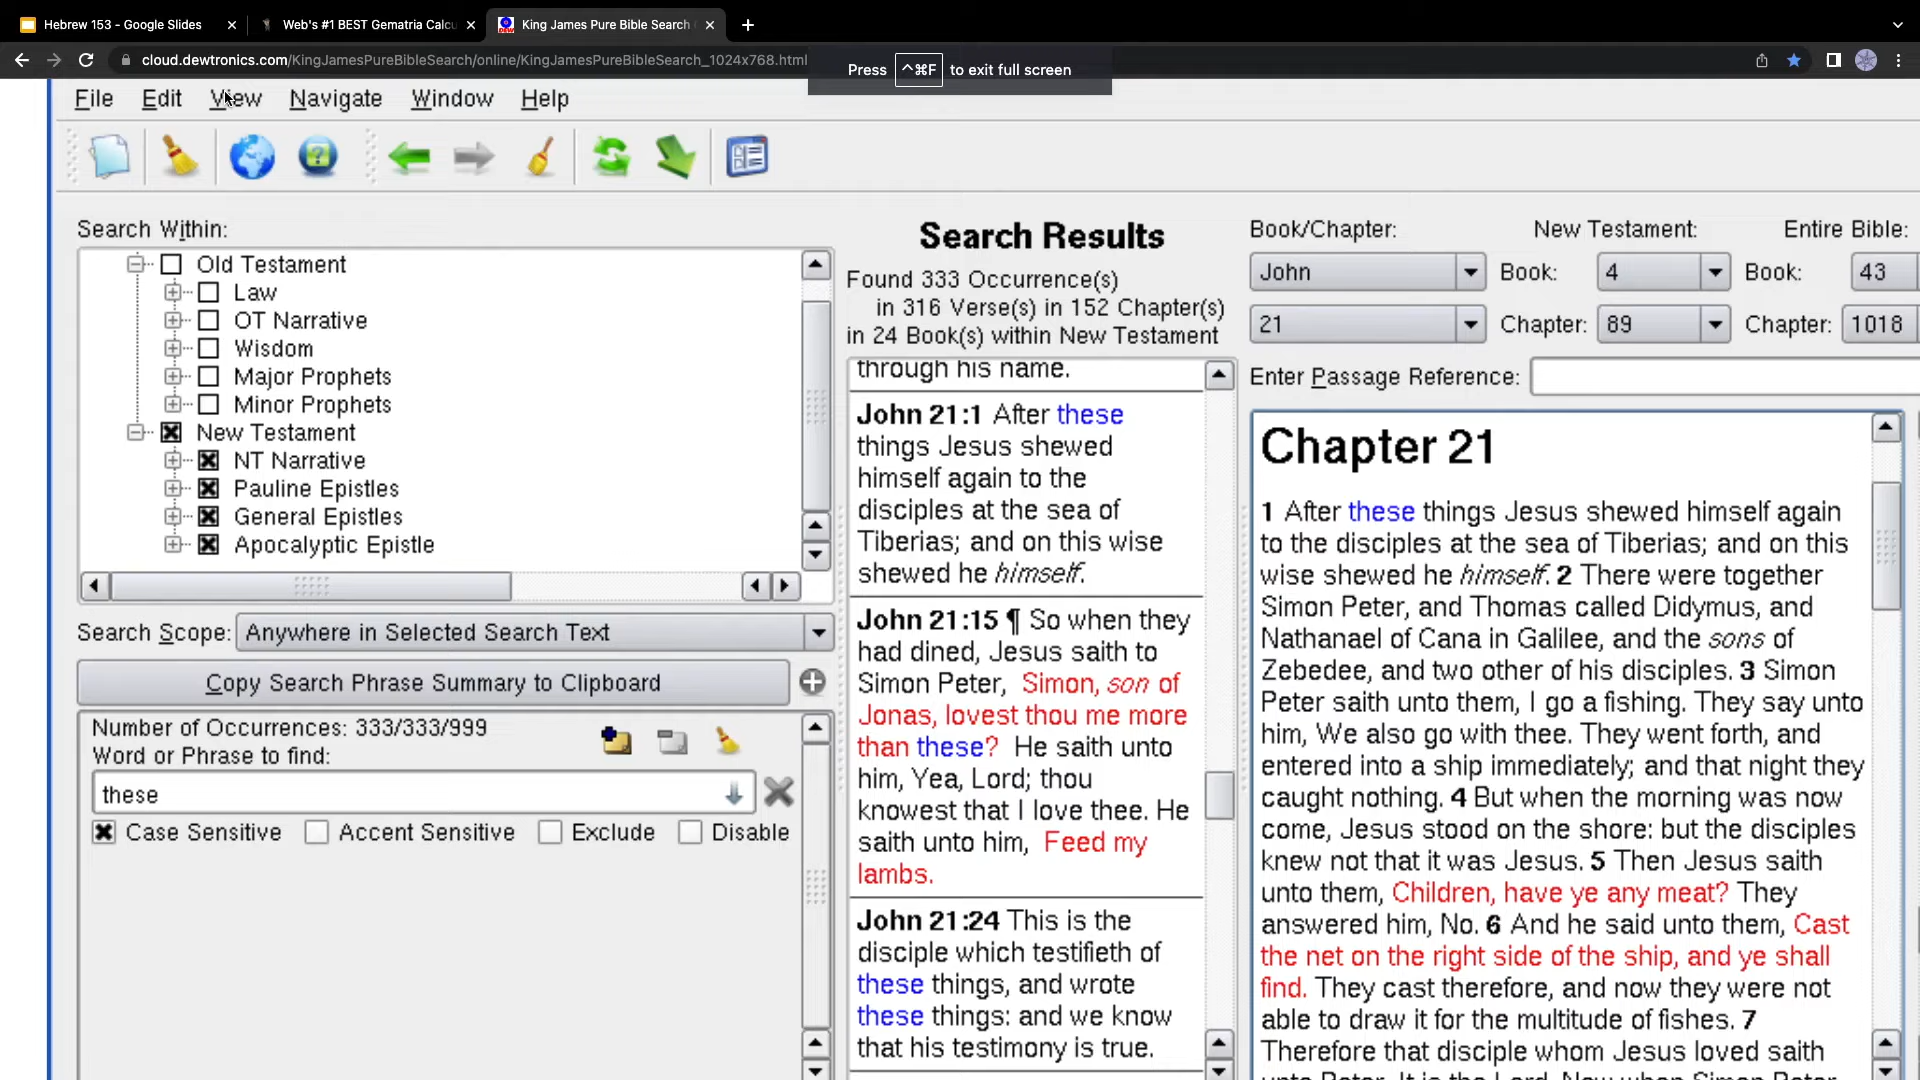 Hebrew 153 - Google Slides
Web's #1 BEST Gematria Calcu
King James Pure Bible Search
cloud.dewtronics.com/KingJamesPureBibleSearch/online/KingJamesPureBibleSearch_1024x768.html
Press ^⌘F to exit full screen
File Edit View Navigate Window Help
Search Within:
Old Testament
Law
OT Narrative
Wisdom
Major Prophets
Minor Prophets
New Testament
NT Narrative
Pauline Epistles
General Epistles
Apocalyptic Epistle
Search Scope: Anywhere in Selected Search Text
Copy Search Phrase Summary to Clipboard
Number of Occurrences: 333/333/999
Word or Phrase to find:
these
Case Sensitive Accent Sensitive Exclude Disable
Search Results
Found 333 Occurrence(s)
in 316 Verse(s) in 152 Chapter(s)
in 24 Book(s) within New Testament
through his name.
John 21:1 After these
things Jesus shewed
himself again to the
disciples at the sea of
Tiberias; and on this wise
shewed he himself.
John 21:15 ¶ So when they
had dined, Jesus saith to
Simon Peter, Simon, son of
Jonas, lovest thou me more
than these? He saith unto
him, Yea, Lord; thou
knowest that I love thee. He
saith unto him, Feed my
lambs.
John 21:24 This is the
disciple which testifieth of
these things, and wrote
these things: and we know
that his testimony is true.
Book/Chapter: New Testament: Entire Bible:
John Book: 4 Book: 43
21 Chapter: 89 Chapter: 1018
Enter Passage Reference:
Chapter 21
1 After these things Jesus shewed himself again
to the disciples at the sea of Tiberias; and on this
wise shewed he himself. 2 There were together
Simon Peter, and Thomas called Didymus, and
Nathanael of Cana in Galilee, and the sons of
Zebedee, and two other of his disciples. 3 Simon
Peter saith unto them, I go a fishing. They say unto
him, We also go with thee. They went forth, and
entered into a ship immediately; and that night they
caught nothing. 4 But when the morning was now
come, Jesus stood on the shore: but the disciples
knew not that it was Jesus. 5 Then Jesus saith
unto them, Children, have ye any meat? They
answered him, No. 6 And he said unto them, Cast
the net on the right side of the ship, and ye shall
find. They cast therefore, and now they were not
able to draw it for the multitude of fishes. 7
Therefore that disciple whom Jesus loved saith
unto Peter, It is the Lord. Now when Simon Peter